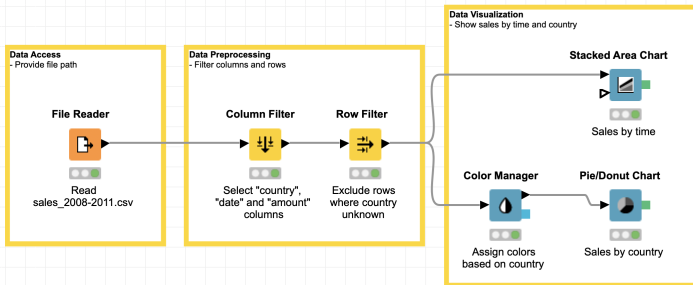 Data Visualization
- Show sales by time and country
Data Access
- Provide file path
Data Preprocessing
- Filter columns and rows
Stacked Area Chart
Sales by time
File Reader
Read
sales_2008-2011.csv
Column Filter
Select "country",
"date" and "amount"
columns
Row Filter
Exclude rows
where country
unknown
Color Manager
Assign colors
based on country
Pie/Donut Chart
Sales by country